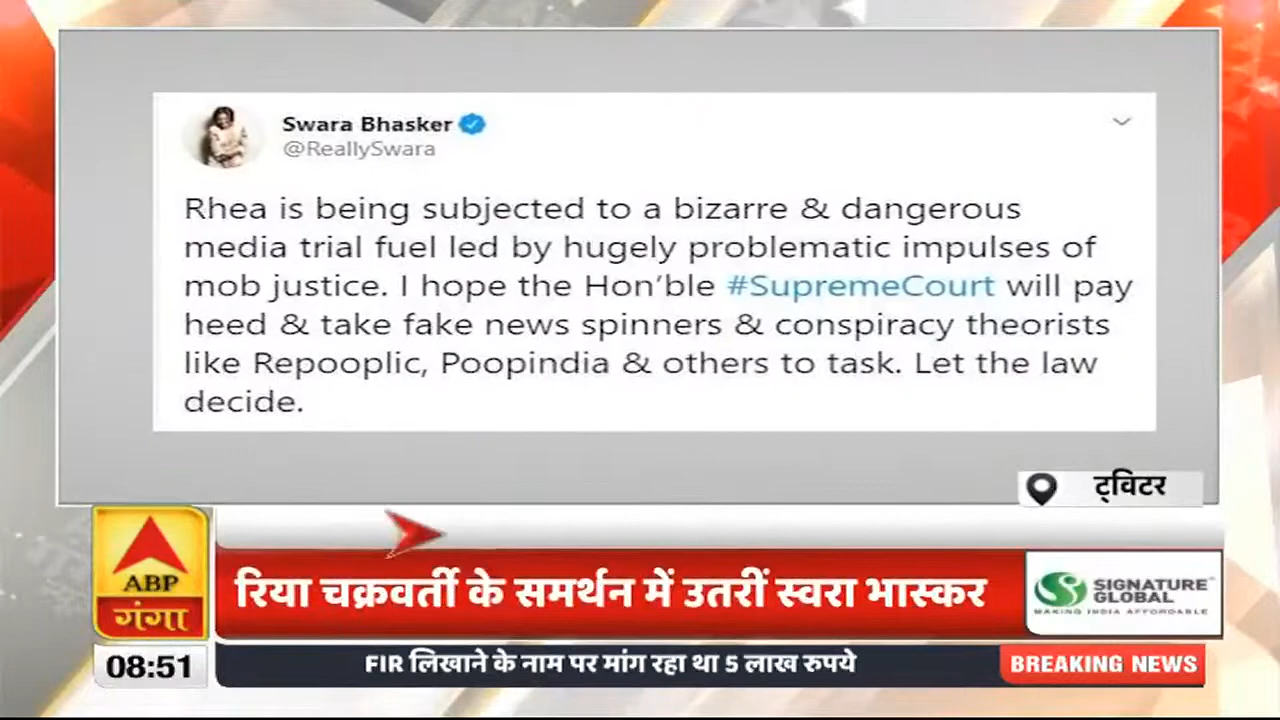 Swara Bhasker
@ReallySwara
Rhea is being subjected to a bizarre & dangerous
media trial fuel led by hugely problematic impulses of
mob justice. I hope the Hon’ble #SupremeCourt will pay
heed & take fake news spinners & conspiracy theorists
like Repooplic, Poopindia & others to task. Let the law
decide.
ट्विटर
ABP
गंगा
रिया चक्रवर्ती के समर्थन में उतरीं स्वरा भास्कर
SIGNATURE
GLOBAL
MAKING INDIA AFFORDABLE
08:51
FIR लिखाने के नाम पर मांग रहा था 5 लाख रुपये
BREAKING NEWS